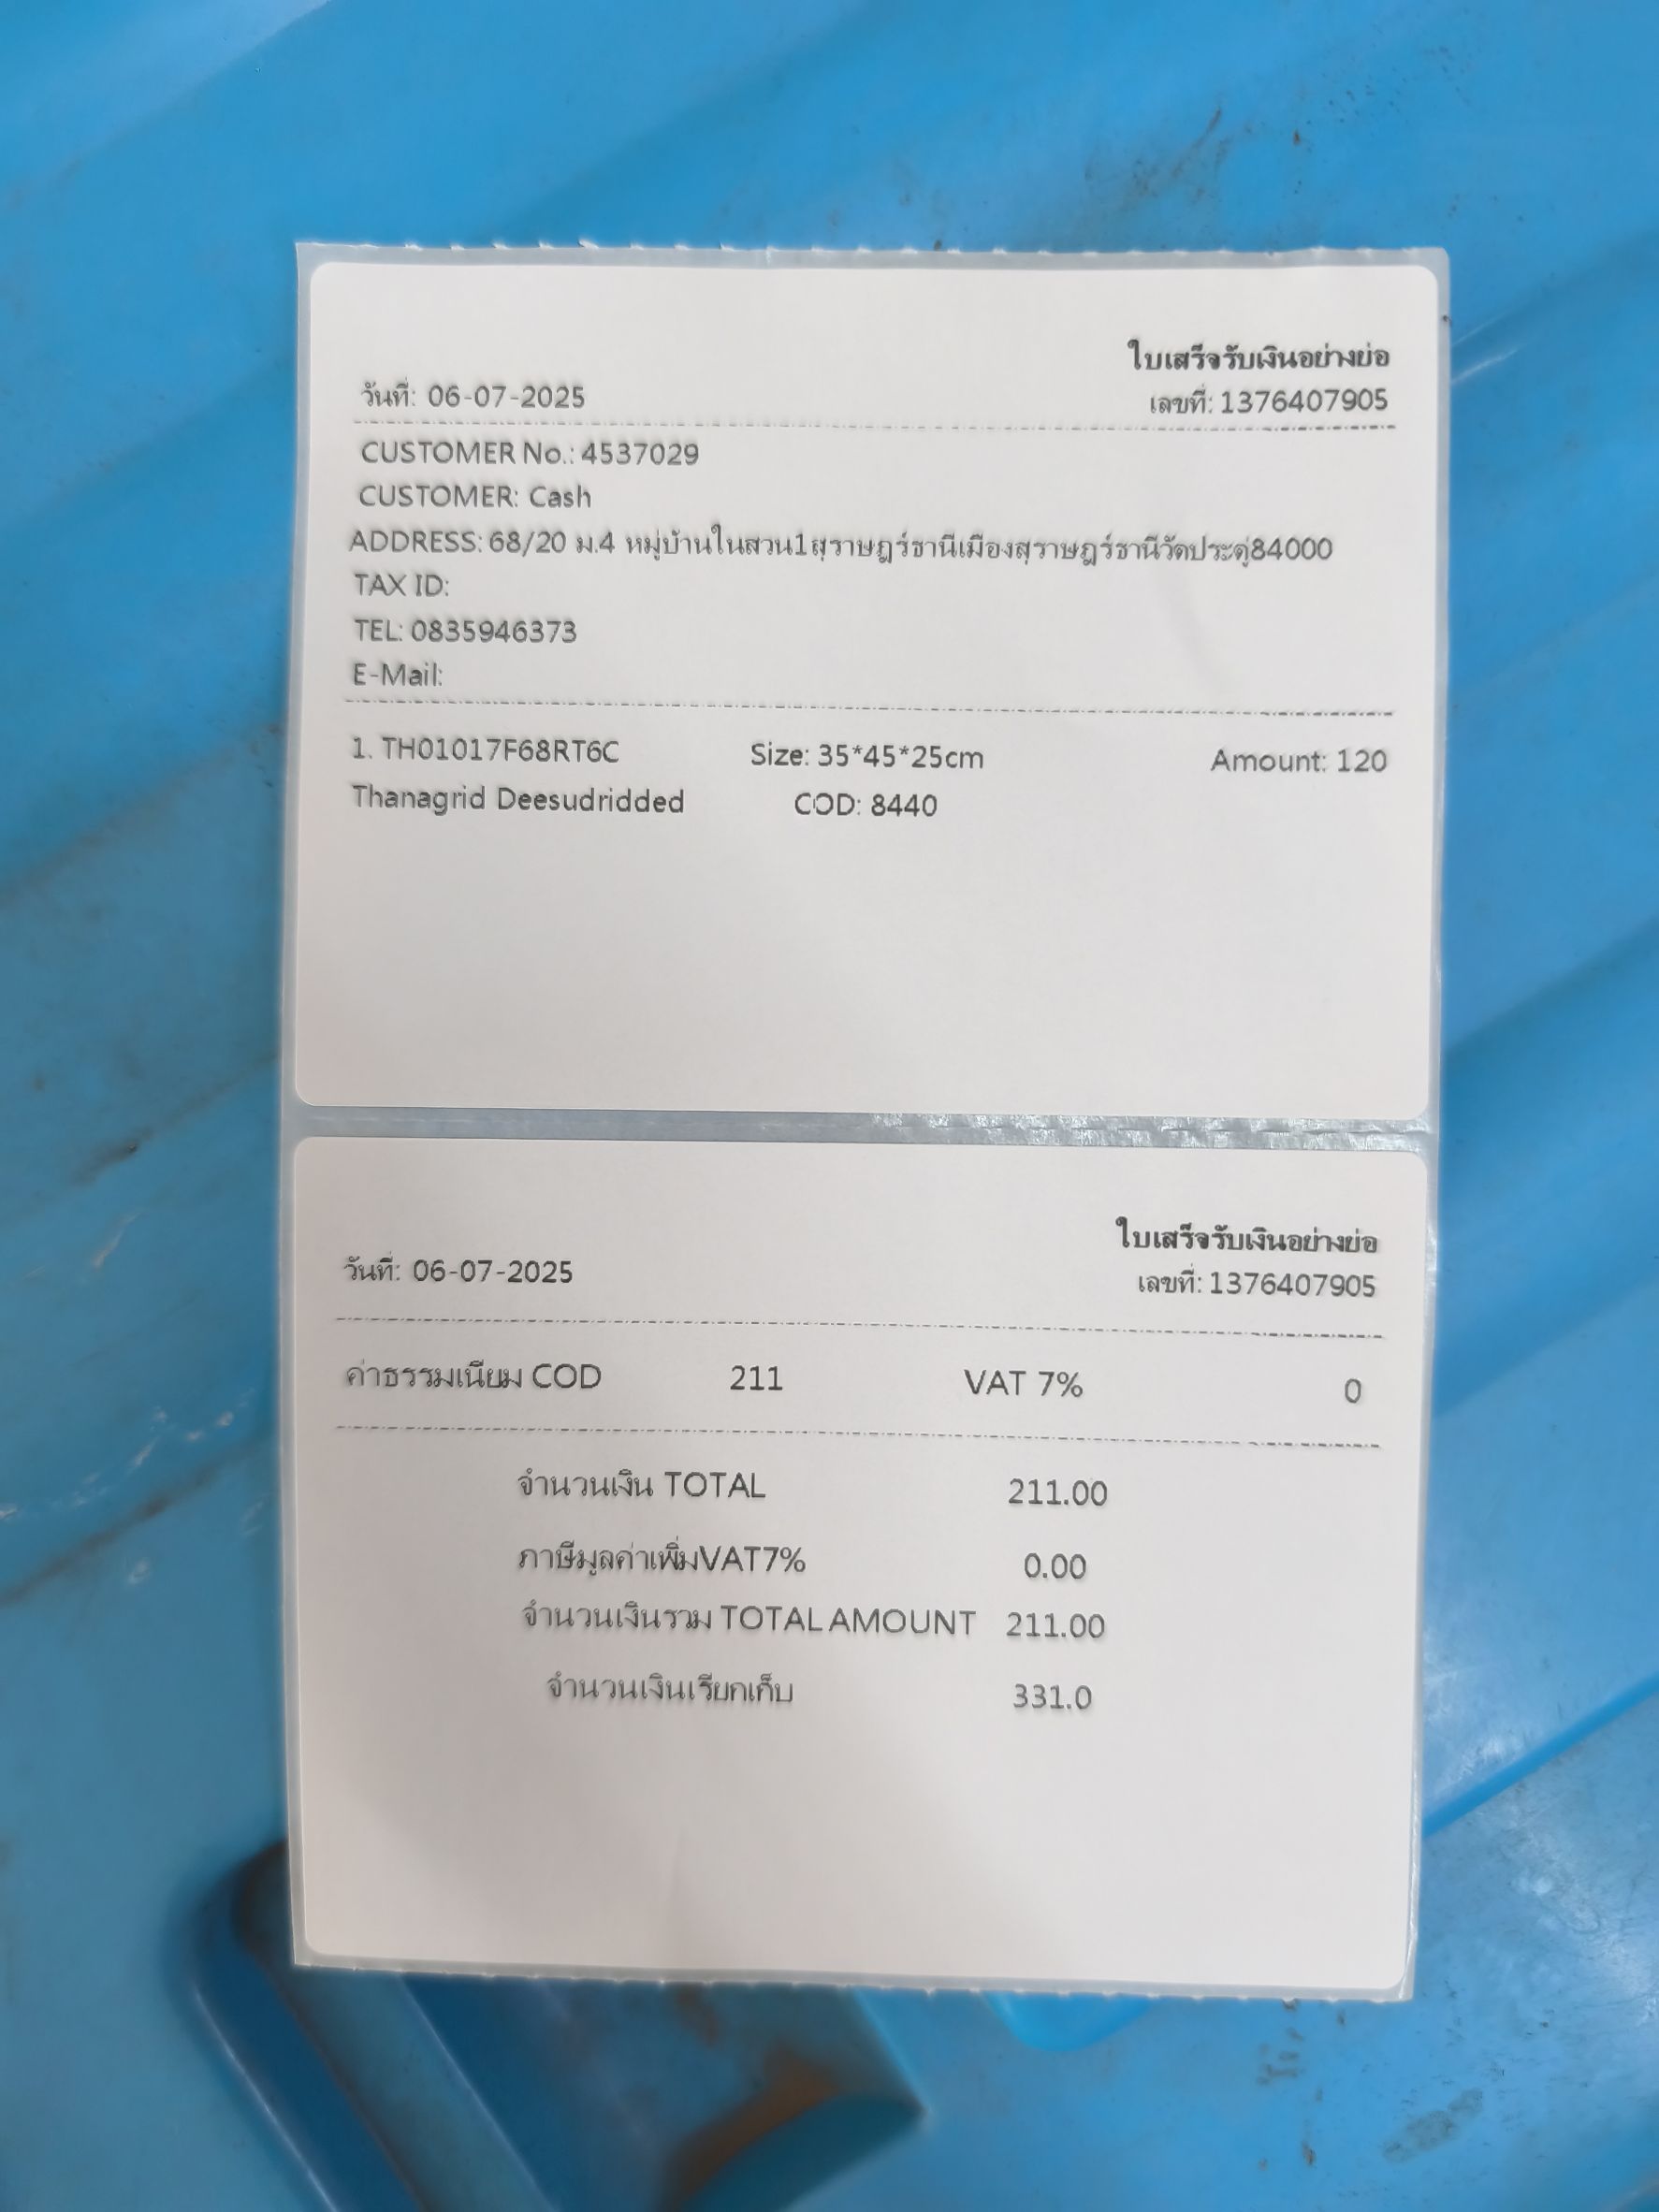 ใบเสร็จรับเงินอย่างย่อ
วันที่: 06-07-2025
เลขที่: 1376407905
CUSTOMER No.: 4537029
CUSTOMER: Cash
ADDRESS: 68/20 ม.4 หมู่บ้านในสวน1สุราษฎร์ธานีเมืองสุราษฎร์ธานีวัดประดู่84000
TAX ID:
TEL: 0835946373
E-Mail:
1. TH01017F68RT6C Size: 35*45*25cm Amount: 120
Thanagrid Deesudridded COD: 8440
ใบเสร็จรับเงินอย่างย่อ
วันที่: 06-07-2025
เลขที่: 1376407905
ค่าธรรมเนียม COD 211 VAT 7% 0
จำนวนเงิน TOTAL 211.00
ภาษีมูลค่าเพิ่มVAT7% 0.00
จำนวนเงินรวม TOTAL AMOUNT 211.00
จำนวนเงินเรียกเก็บ 331.0